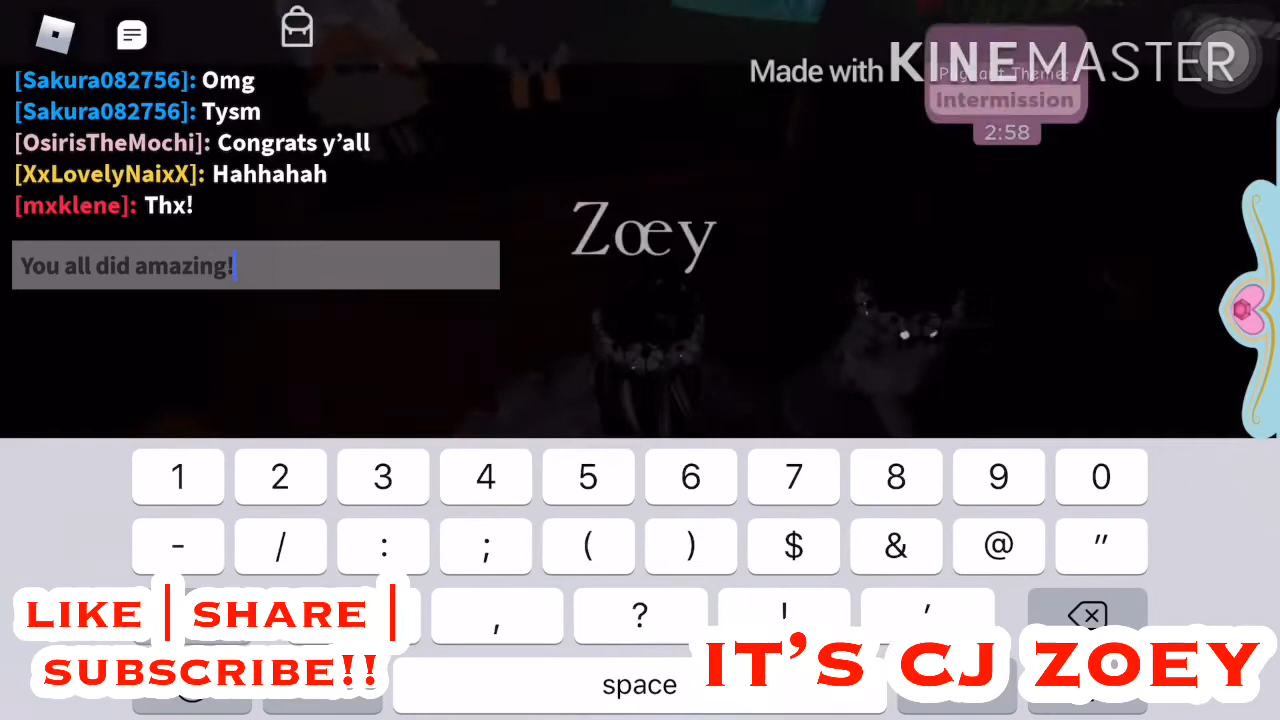 Made with KINEMASTER
[Sakura082756]: Omg
[Sakura082756]: Tysm
[OsirisTheMochi]: Congrats y’all
[XxLovelyNaixX]: Hahhahah
[mxklene]: Thx!
Pageant Theme:
Intermission
2:58
Zoey
You all did amazing!
1 2 3 4 5 6 7 8 9 0
- / : ; ( ) $ & @ "
, ? ! '
LIKE | SHARE |
SUBSCRIBE!!
space
IT’S CJ ZOEY